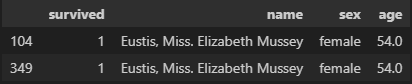 survived name sex age
104 1 Eustis, Miss. Elizabeth Mussey female 54.0
349 1 Eustis, Miss. Elizabeth Mussey female 54.0